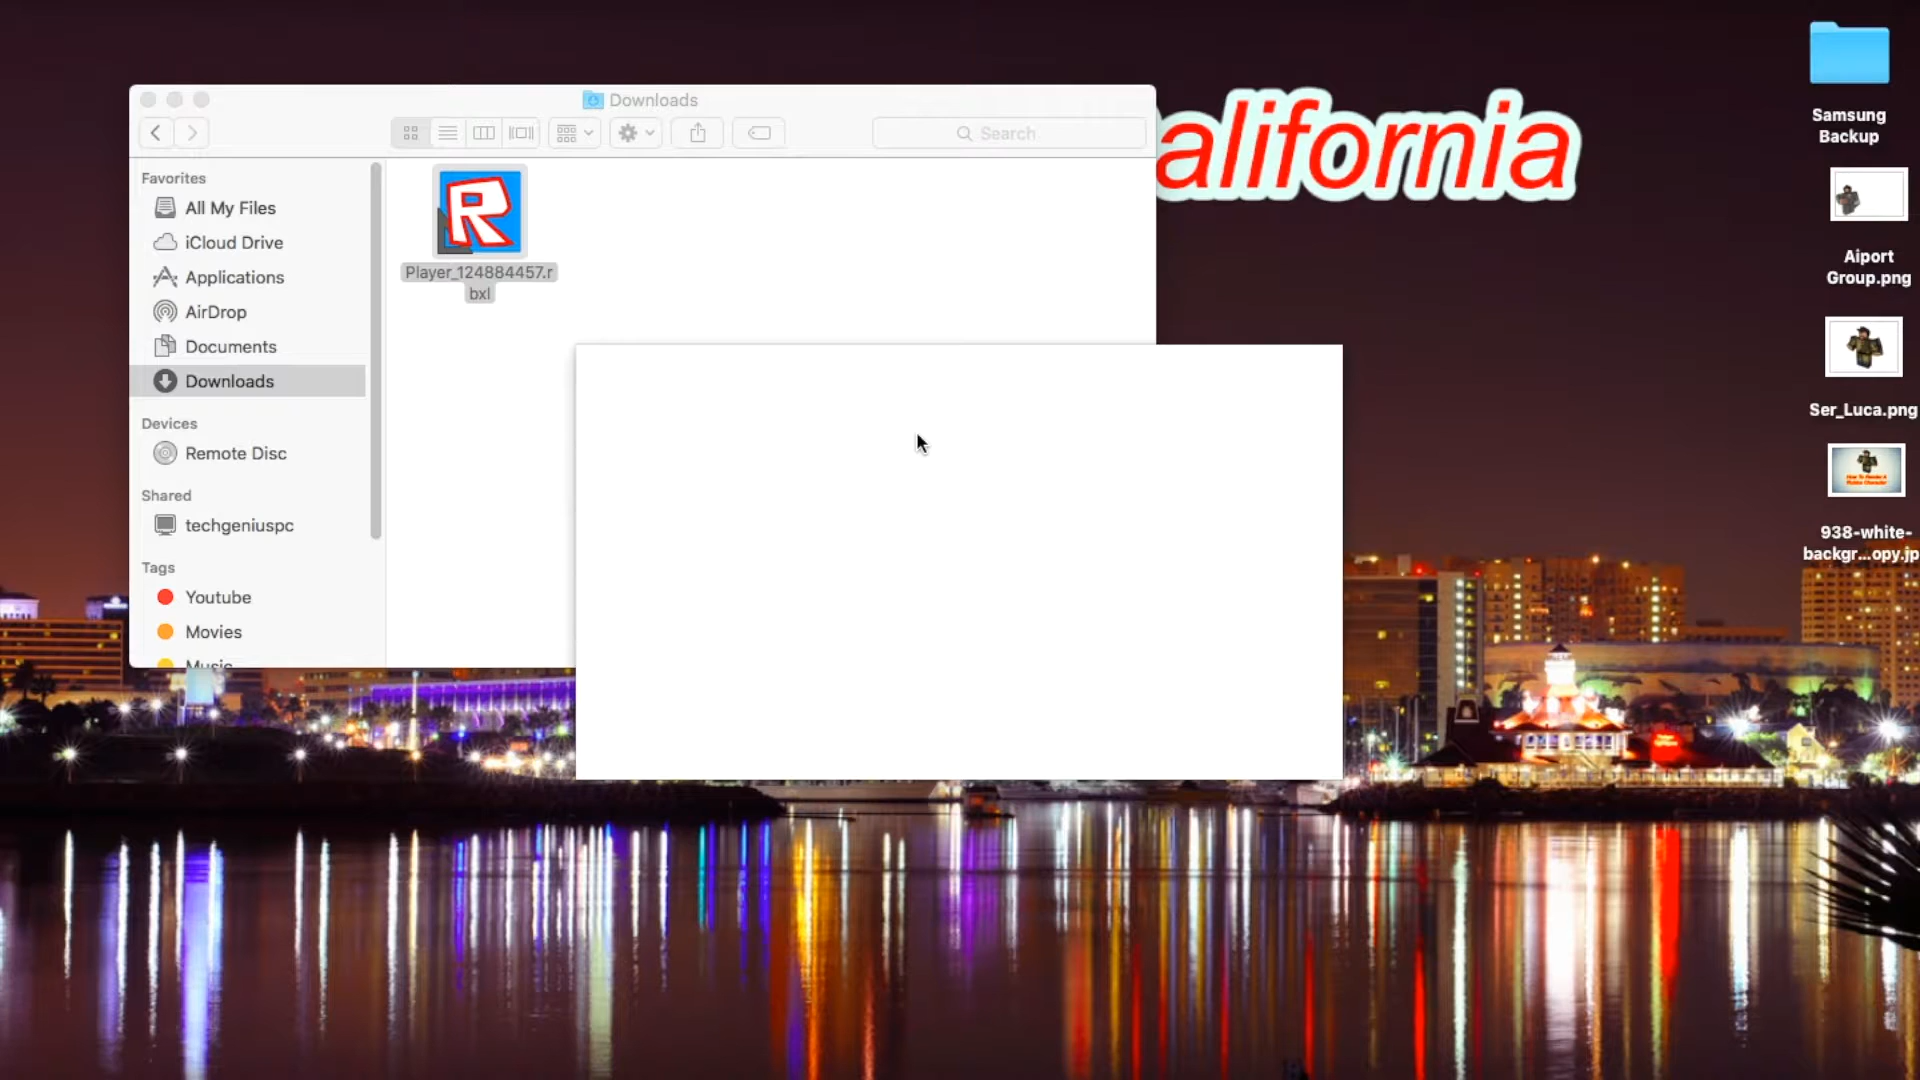 Downloads
Search
alifornia
Favorites
All My Files
iCloud Drive
Applications
AirDrop
Documents
Downloads
Devices
Remote Disc
Shared
techgeniuspc
Tags
Youtube
Movies
Music
R
Player_124884457.r
bxl
Samsung
Backup
Aiport
Group.png
Ser_Luca.png
938-white-
backgr...opy.jp